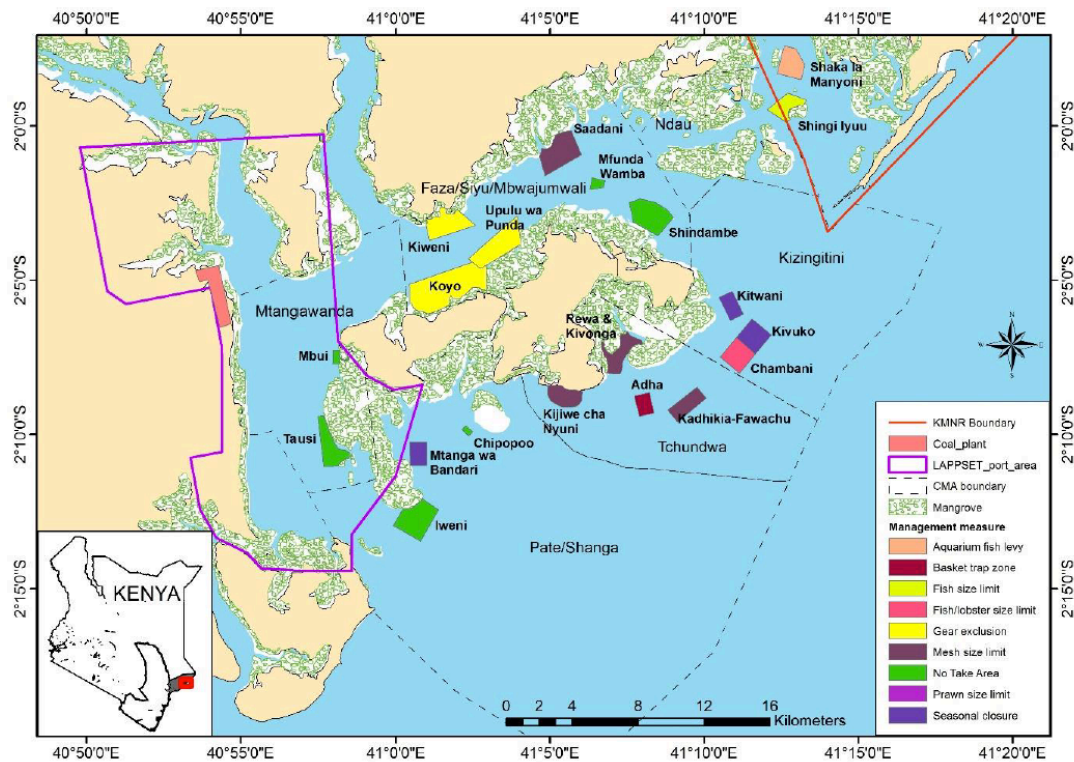 40°50'0"E
40°55'0"E
41°0'0"E
41°5'0"E
41°10'0"E
41°15'0"E
41°20'0"E
2°0'0"S
2°5'0"S
2°10'0"S
2°15'0"S
2°0'0"S
2°5'0"S
2°10'0"S
2°15'0"S
Shaka la
Manyoni
Shingi Iyuu
Ndau
Saadani
Mfunda
Wamba
Faza/Siyu/Mbwajumwali
Upulu wa
Punda
Kiweni
Shindambe
Kizingitini
Koyo
Kitwani
Mtangawanda
Rewa &
Kivonga
Kivuko
Mbui
Chambani
Adha
Kadhikia-Fawachu
Kijiwe cha
Nyuni
Tchundwa
Chipopoo
Tausi
Mtanga wa
Bandari
Iweni
Pate/Shanga
N
E
S
W
KMNR Boundary
Coal_plant
LAPPSET_port_area
CMA boundary
Mangrove
Management measure
Aquarium fish levy
Basket trap zone
Fish size limit
Fish/lobster size limit
Gear exclusion
Mesh size limit
No Take Area
Prawn size limit
Seasonal closure
KENYA
0 2 4 8 12 16
Kilometers
40°50'0"E
40°55'0"E
41°0'0"E
41°5'0"E
41°10'0"E
41°15'0"E
41°20'0"E